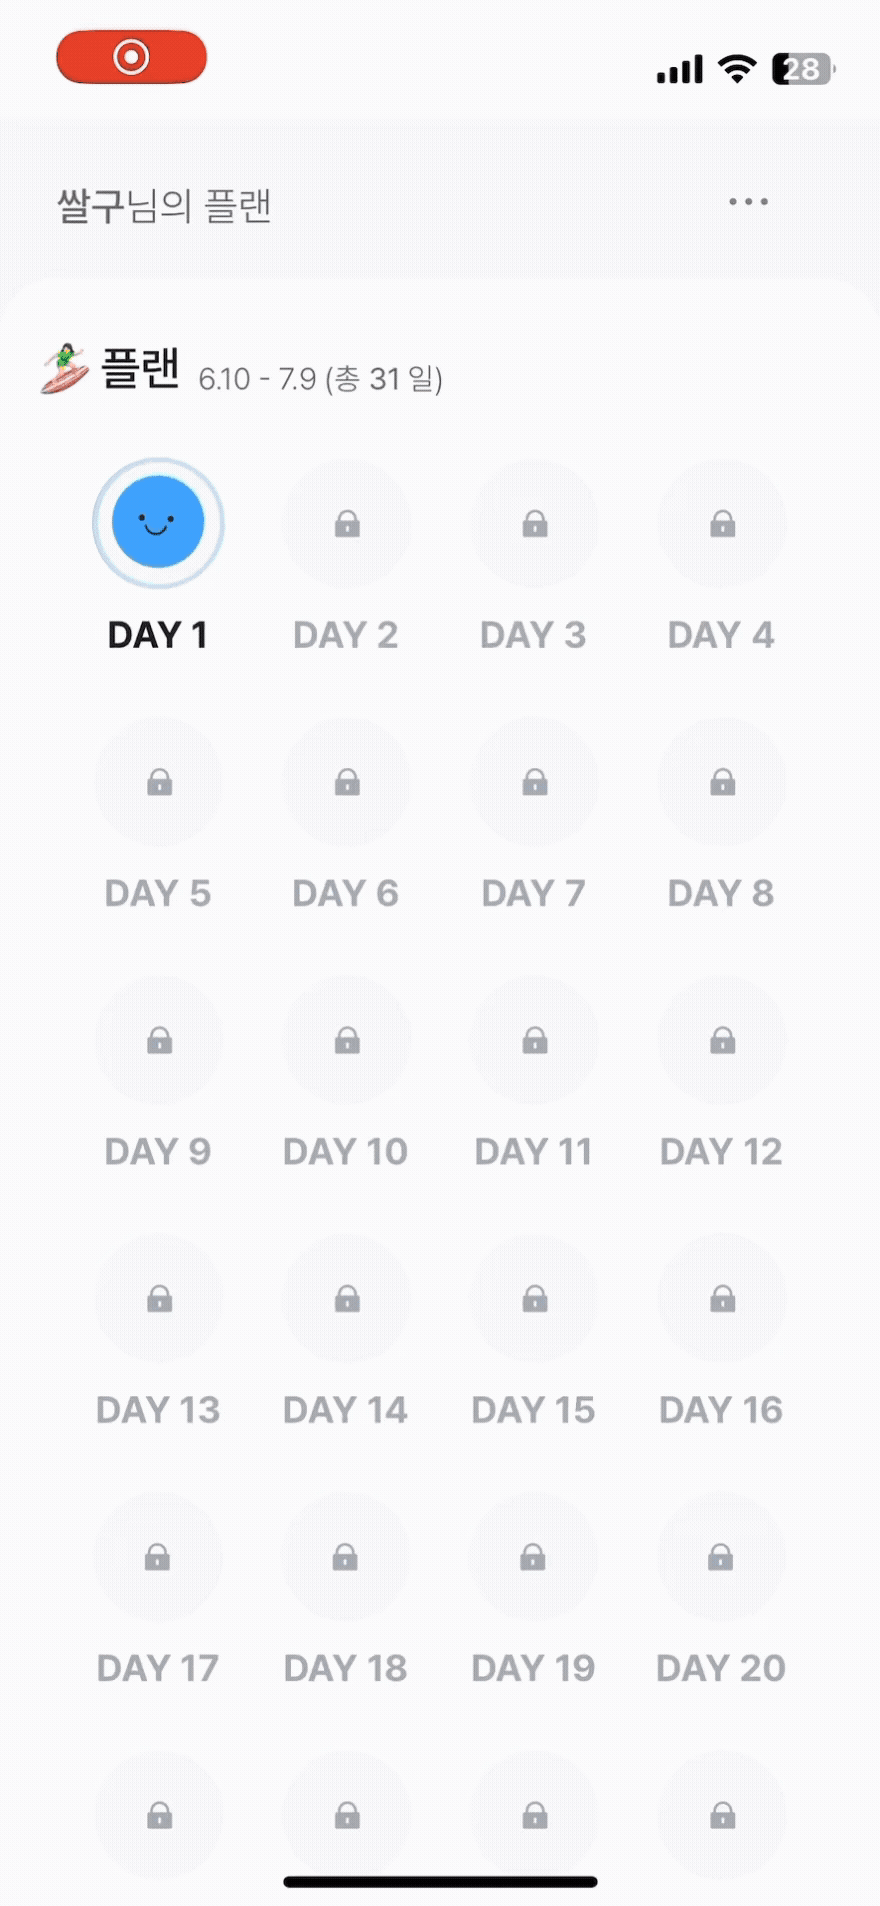 28
쌀구님의 플랜
플랜 6.10 - 7.9 (총 31 일)
DAY 1 DAY 2 DAY 3 DAY 4
DAY 5 DAY 6 DAY 7 DAY 8
DAY 9 DAY 10 DAY 11 DAY 12
DAY 13 DAY 14 DAY 15 DAY 16
DAY 17 DAY 18 DAY 19 DAY 20